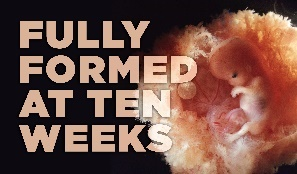 FULLY
FORMED
AT TEN
WEEKS